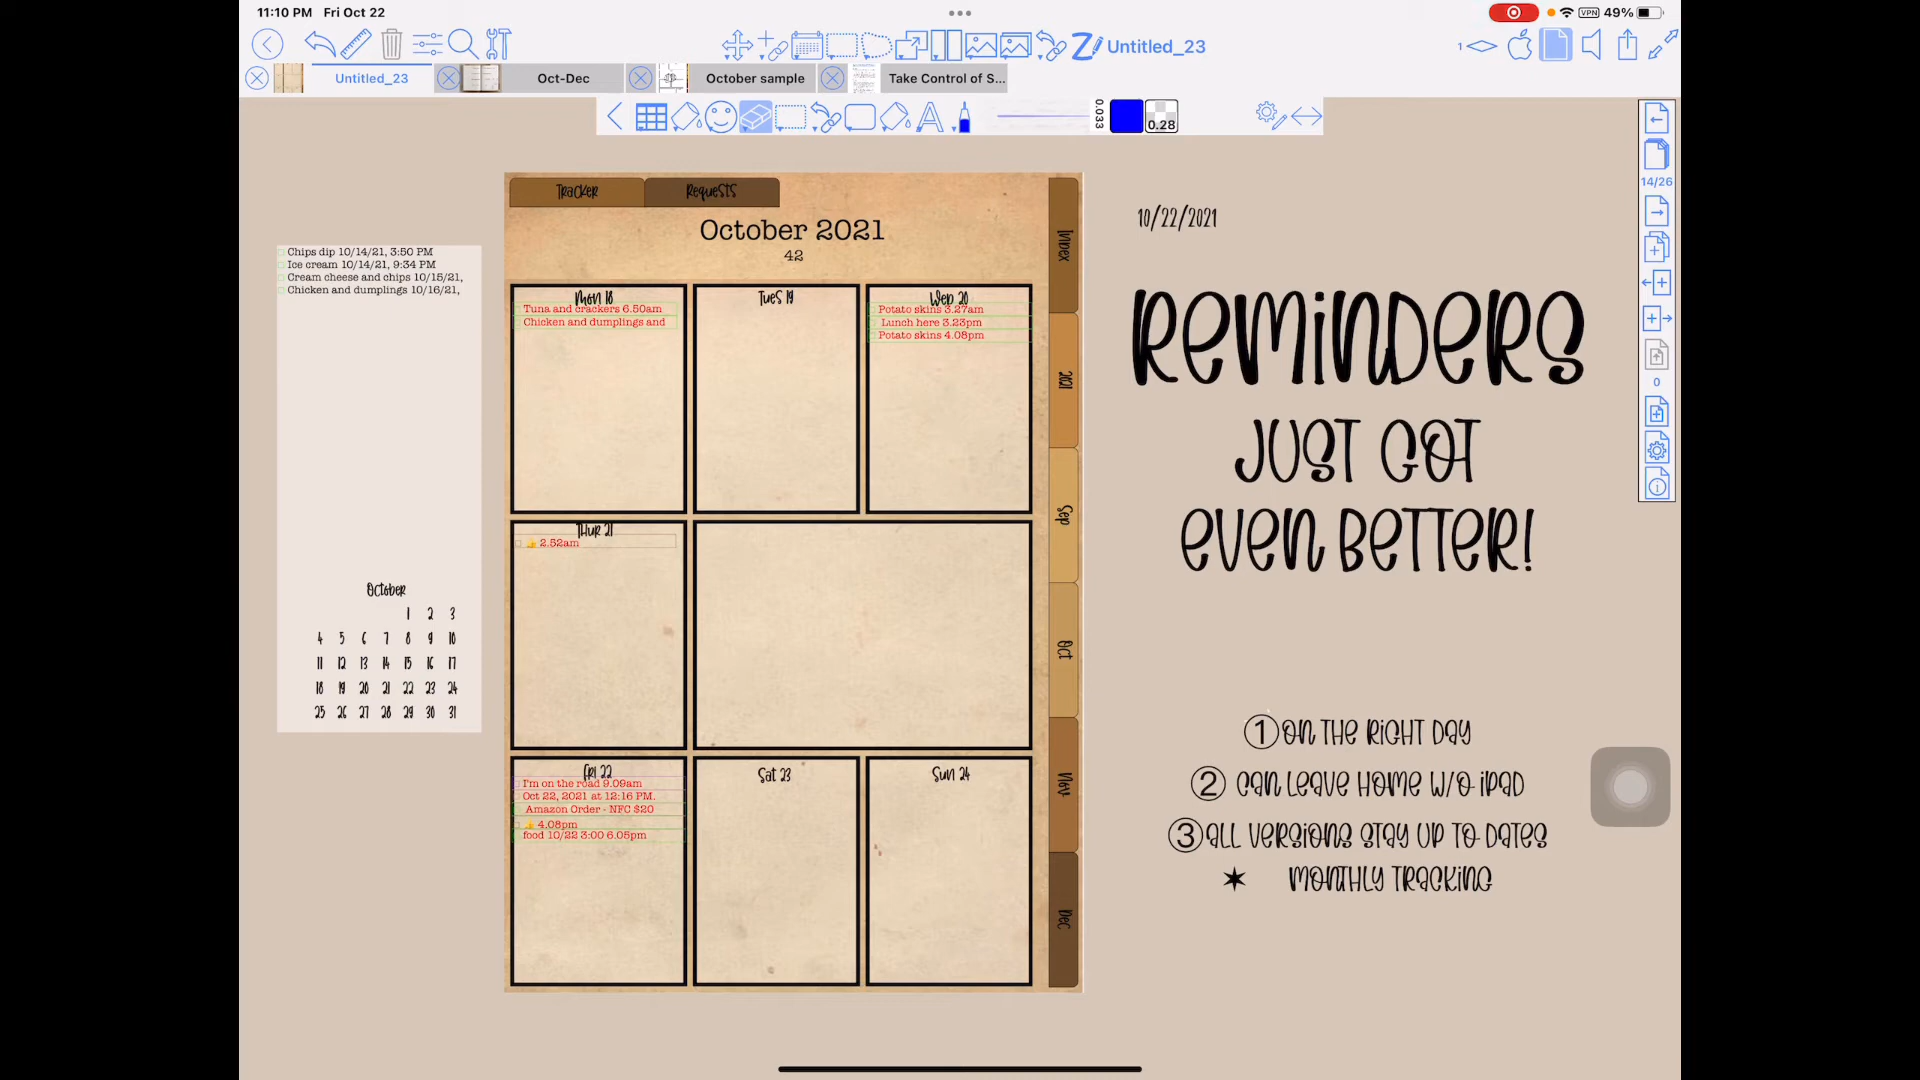 11:10 PM Fri Oct 22
VPN 49%
Untitled_23
1
Untitled_23
Oct-Dec
October sample
Take Control of S...
0.033
0.28
14/26
0
Chips dip 10/14/21, 3:50 PM
Ice cream 10/14/21, 9:34 PM
Cream cheese and chips 10/15/21,
Chicken and dumplings 10/16/21,
October
1 2 3
4 5 6 7 8 9 10
11 12 13 14 15 16 17
18 19 20 21 22 23 24
25 26 27 28 29 30 31
Tracker
Requests
October 2021
42
Mon 18
Tuna and crackers 6.50am
Chicken and dumplings and
Tues 19
Wed 20
Potato skins 3.27am
Lunch here 3.23pm
Potato skins 4.08pm
Thur 21
👍 2.52am
Fri 22
I'm on the road 9.09am
Oct 22, 2021 at 12:16 PM.
Amazon Order - NFC $20
👍 4.08pm
food 10/22 3:00 6.05pm
Sat 23
Sun 24
Index
2021
Sep
Oct
Nov
Dec
10/22/2021
Reminders
Just got
even better!
① On the right day
② Can leave home w/o iPad
③ All versions stay up to dates
✶ Monthly tracking